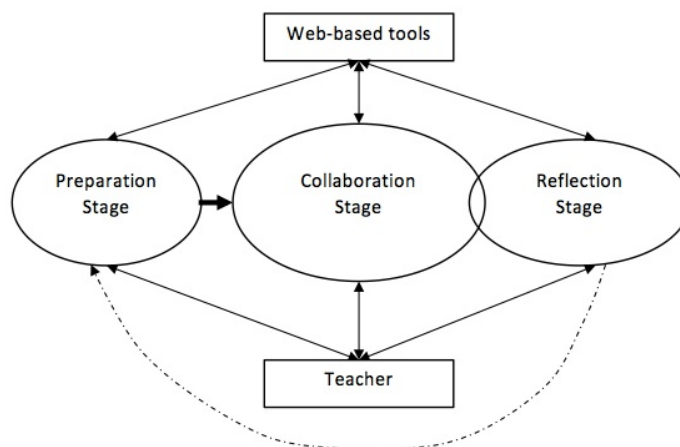 Web-based tools
Preparation
Stage
Collaboration
Stage
Reflection
Stage
Teacher